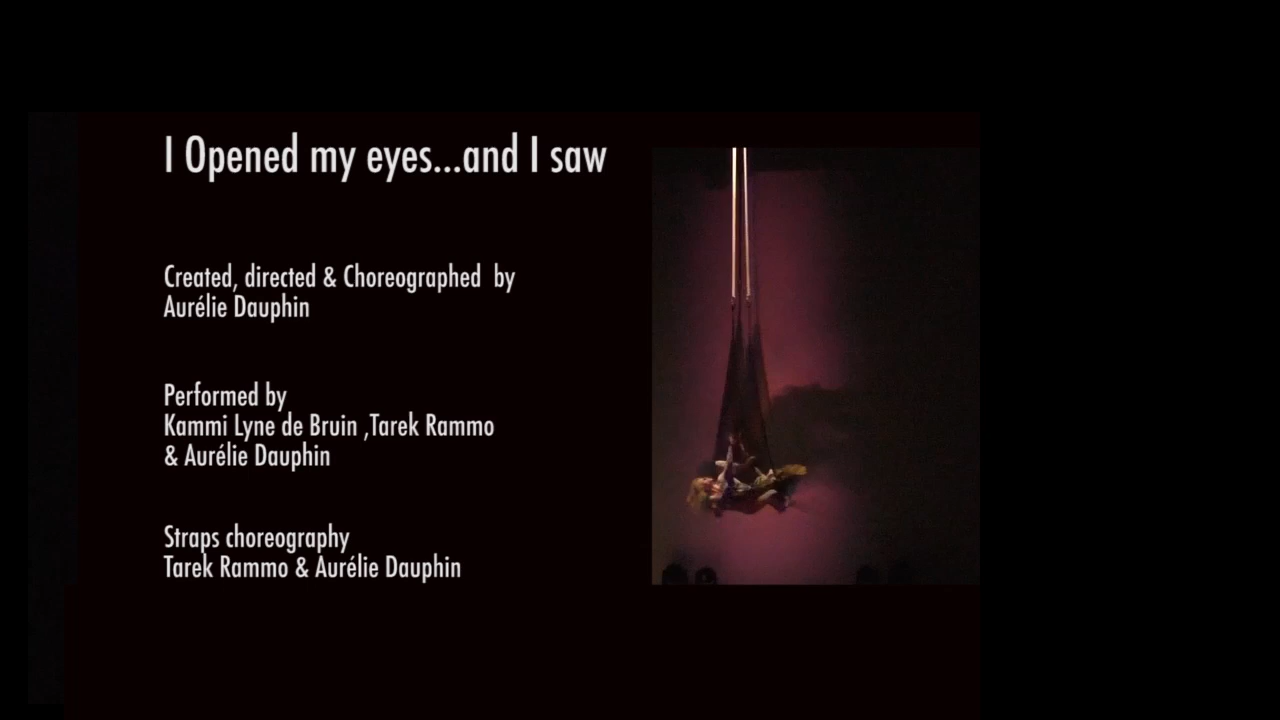 I Opened my eyes...and I saw
Created, directed & Choreographed  by
Aurélie Dauphin
Performed by
Kammi Lyne de Bruin ,Tarek Rammo
& Aurélie Dauphin
Straps choreography
Tarek Rammo & Aurélie Dauphin